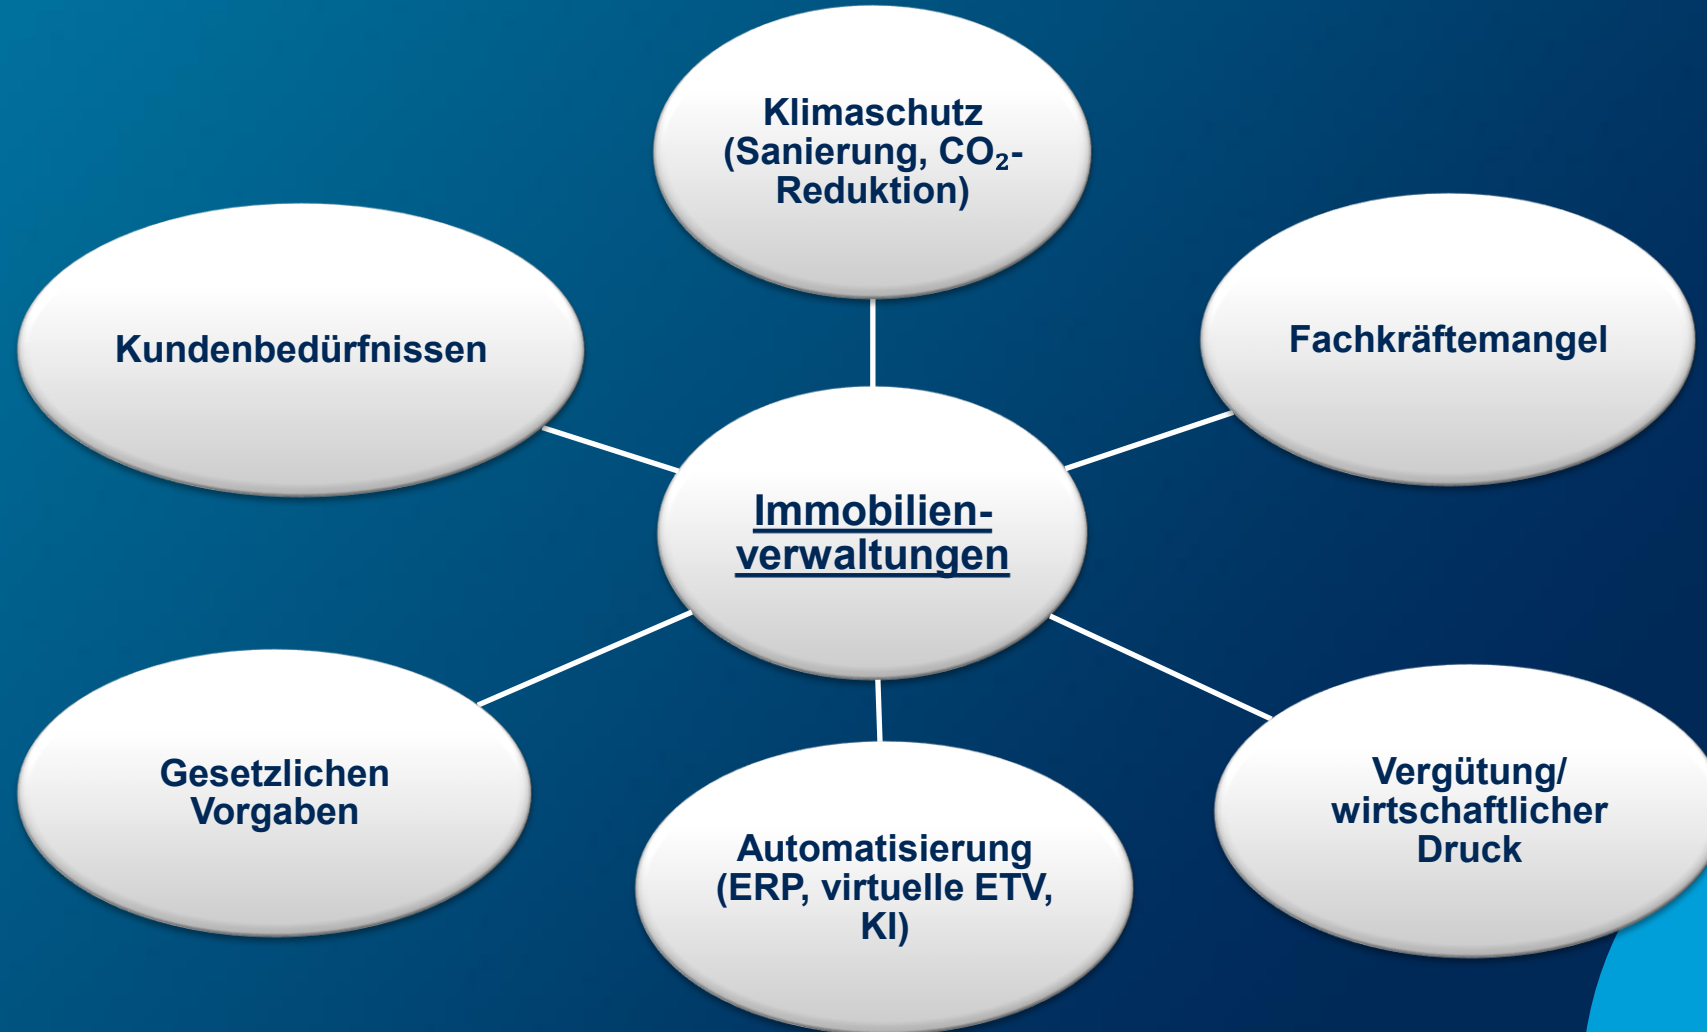 Klimaschutz
(Sanierung, CO₂-
Reduktion)
Kundenbedürfnissen
Fachkräftemangel
Immobilien-
verwaltungen
Gesetzlichen
Vorgaben
Automatisierung
(ERP, virtuelle ETV,
KI)
Vergütung/
wirtschaftlicher
Druck